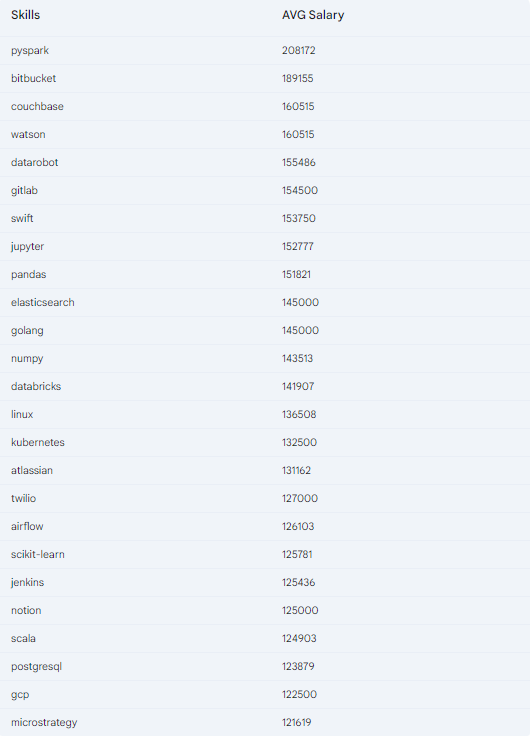 Skills AVG Salary
pyspark 208172
bitbucket 189155
couchbase 160515
watson 160515
datarobot 155486
gitlab 154500
swift 153750
jupyter 152777
pandas 151821
elasticsearch 145000
golang 145000
numpy 143513
databricks 141907
linux 136508
kubernetes 132500
atlassian 131162
twilio 127000
airflow 126103
scikit-learn 125781
jenkins 125436
notion 125000
scala 124903
postgresql 123879
gcp 122500
microstrategy 121619